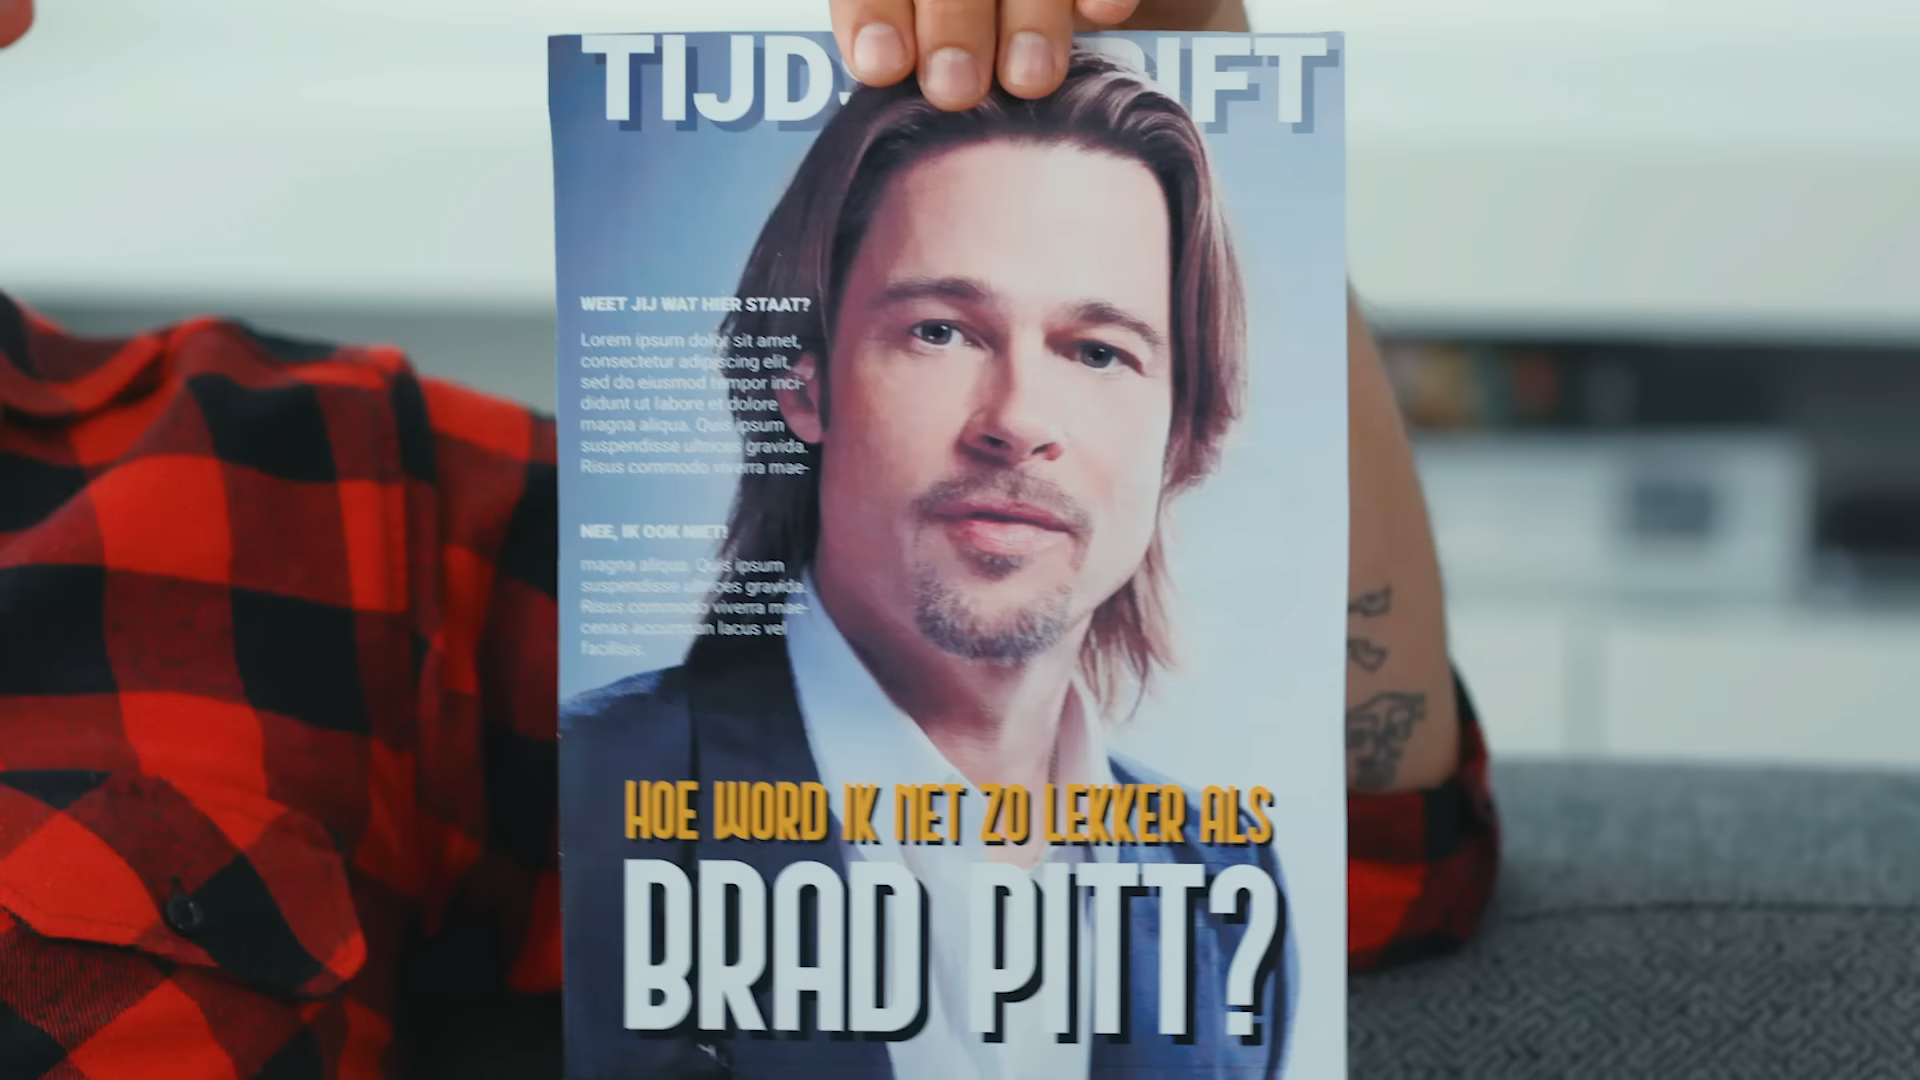 TIJD RIFT
WEET JIJ WAT HIER STAAT?
Lorem ipsum dolor sit amet,
consectetur adipiscing elit,
sed do eiusmod tempor inci-
didunt ut labore et dolore
magna aliqua. Quis ipsum
suspendisse ultrices gravida.
Risus commodo viverra mae-
NEE, IK OOK NIET!
magna aliqua. Quis ipsum
suspendisse ultrices gravida.
Risus commodo viverra mae-
cenas accumsan lacus vel
facilisis.
HOE WORD IK NET ZO LEKKER ALS
BRAD PITT?